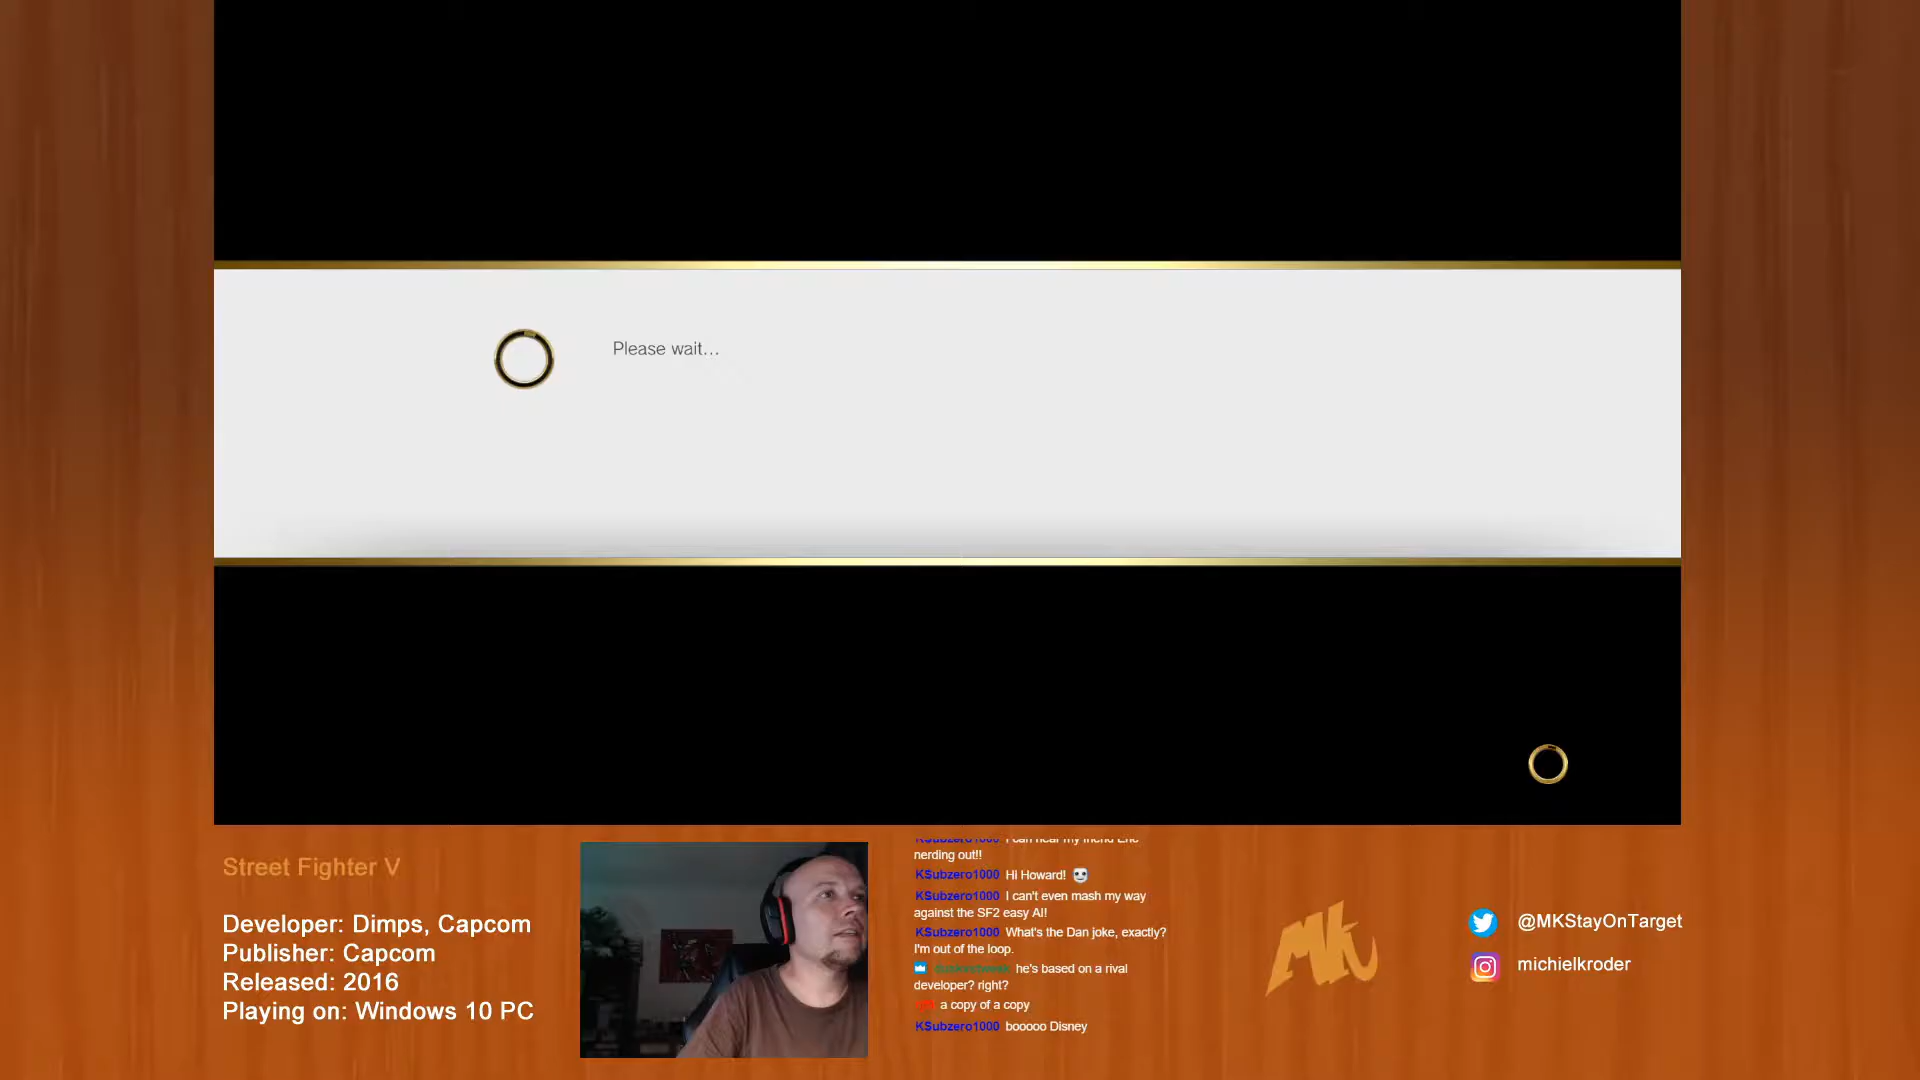 Please wait...
Street Fighter V
Developer: Dimps, Capcom
Publisher: Capcom
Released: 2016
Playing on: Windows 10 PC
nerding out!!
KSubzero1000 Hi Howard!
KSubzero1000 I can't even mash my way
against the SF2 easy AI!
KSubzero1000 What's the Dan joke, exactly?
I'm out of the loop.
he's based on a rival
developer? right?
a copy of a copy
KSubzero1000 booooo Disney
MK
@MKStayOnTarget
michielkroder